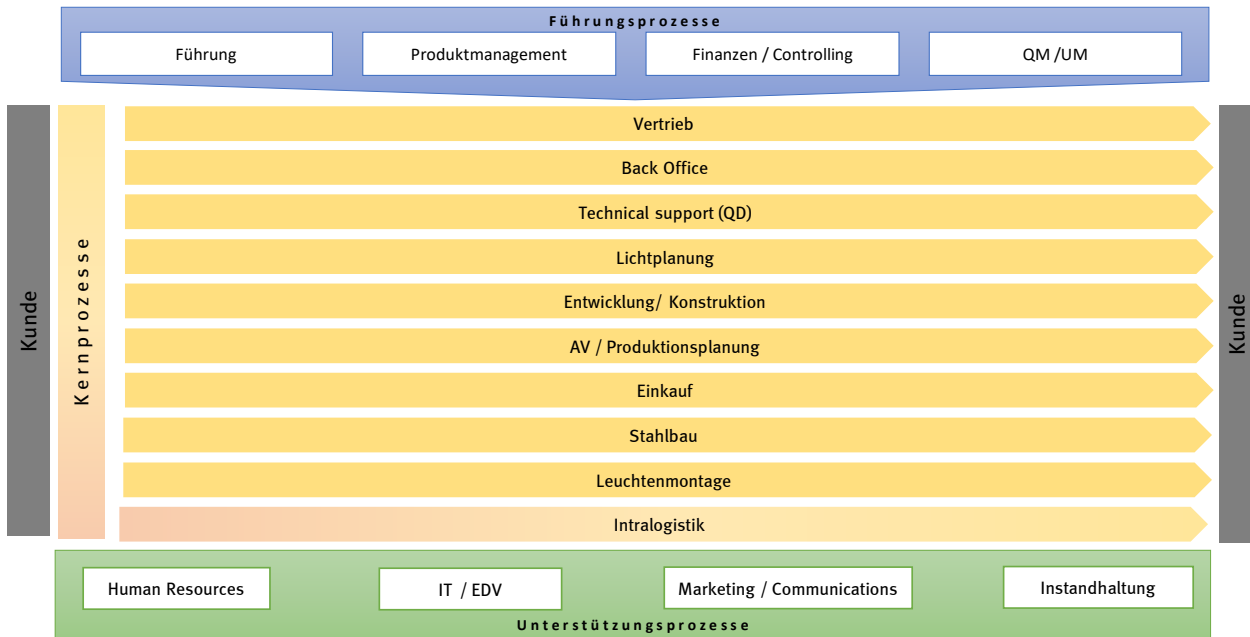 Führungsprozesse
Führung
Produktmanagement
Finanzen / Controlling
QM /UM
Kunde
Kernprozesse
Vertrieb
Back Office
Technical support (QD)
Lichtplanung
Entwicklung/ Konstruktion
AV / Produktionsplanung
Einkauf
Stahlbau
Leuchtenmontage
Intralogistik
Kunde
Human Resources
IT / EDV
Marketing / Communications
Instandhaltung
Unterstützungsprozesse